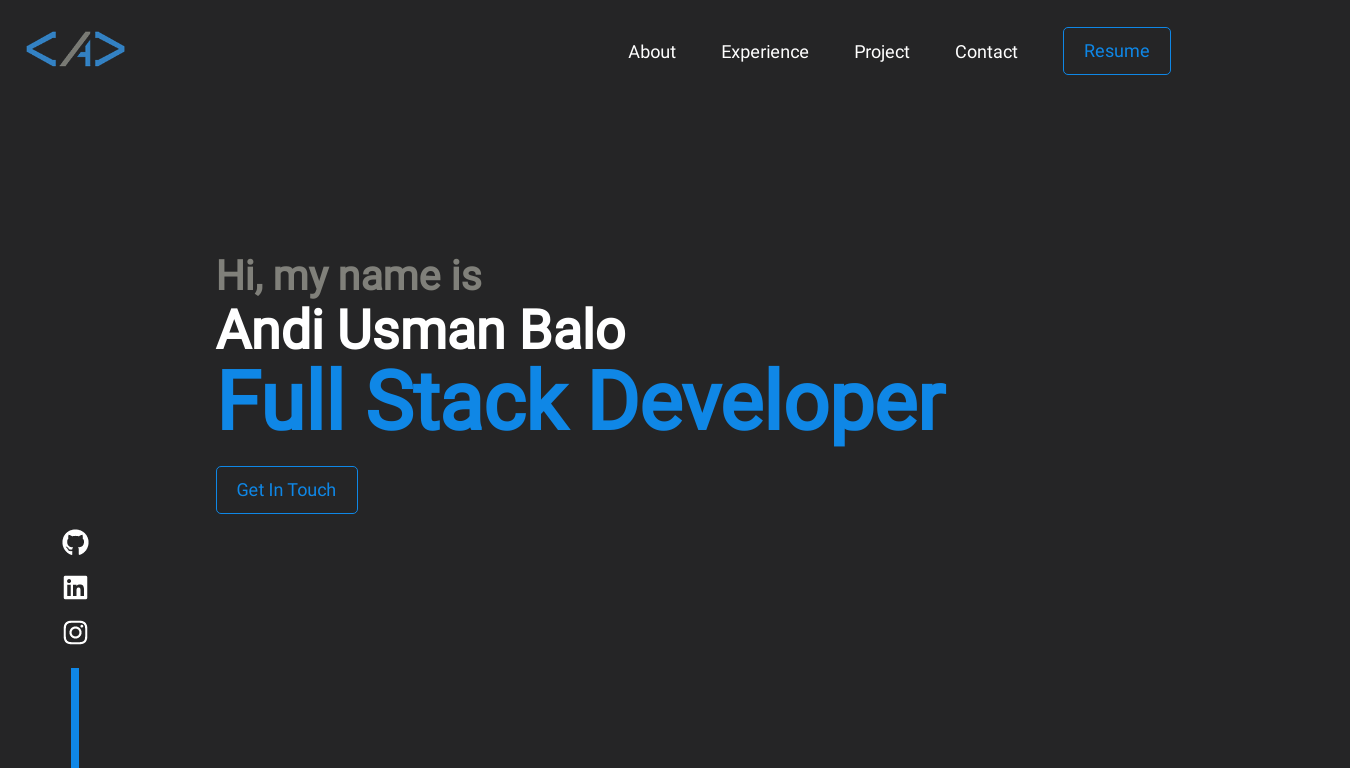 </A>
About
Experience
Project
Contact
Resume
Hi, my name is
Andi Usman Balo
Full Stack Developer
Get In Touch